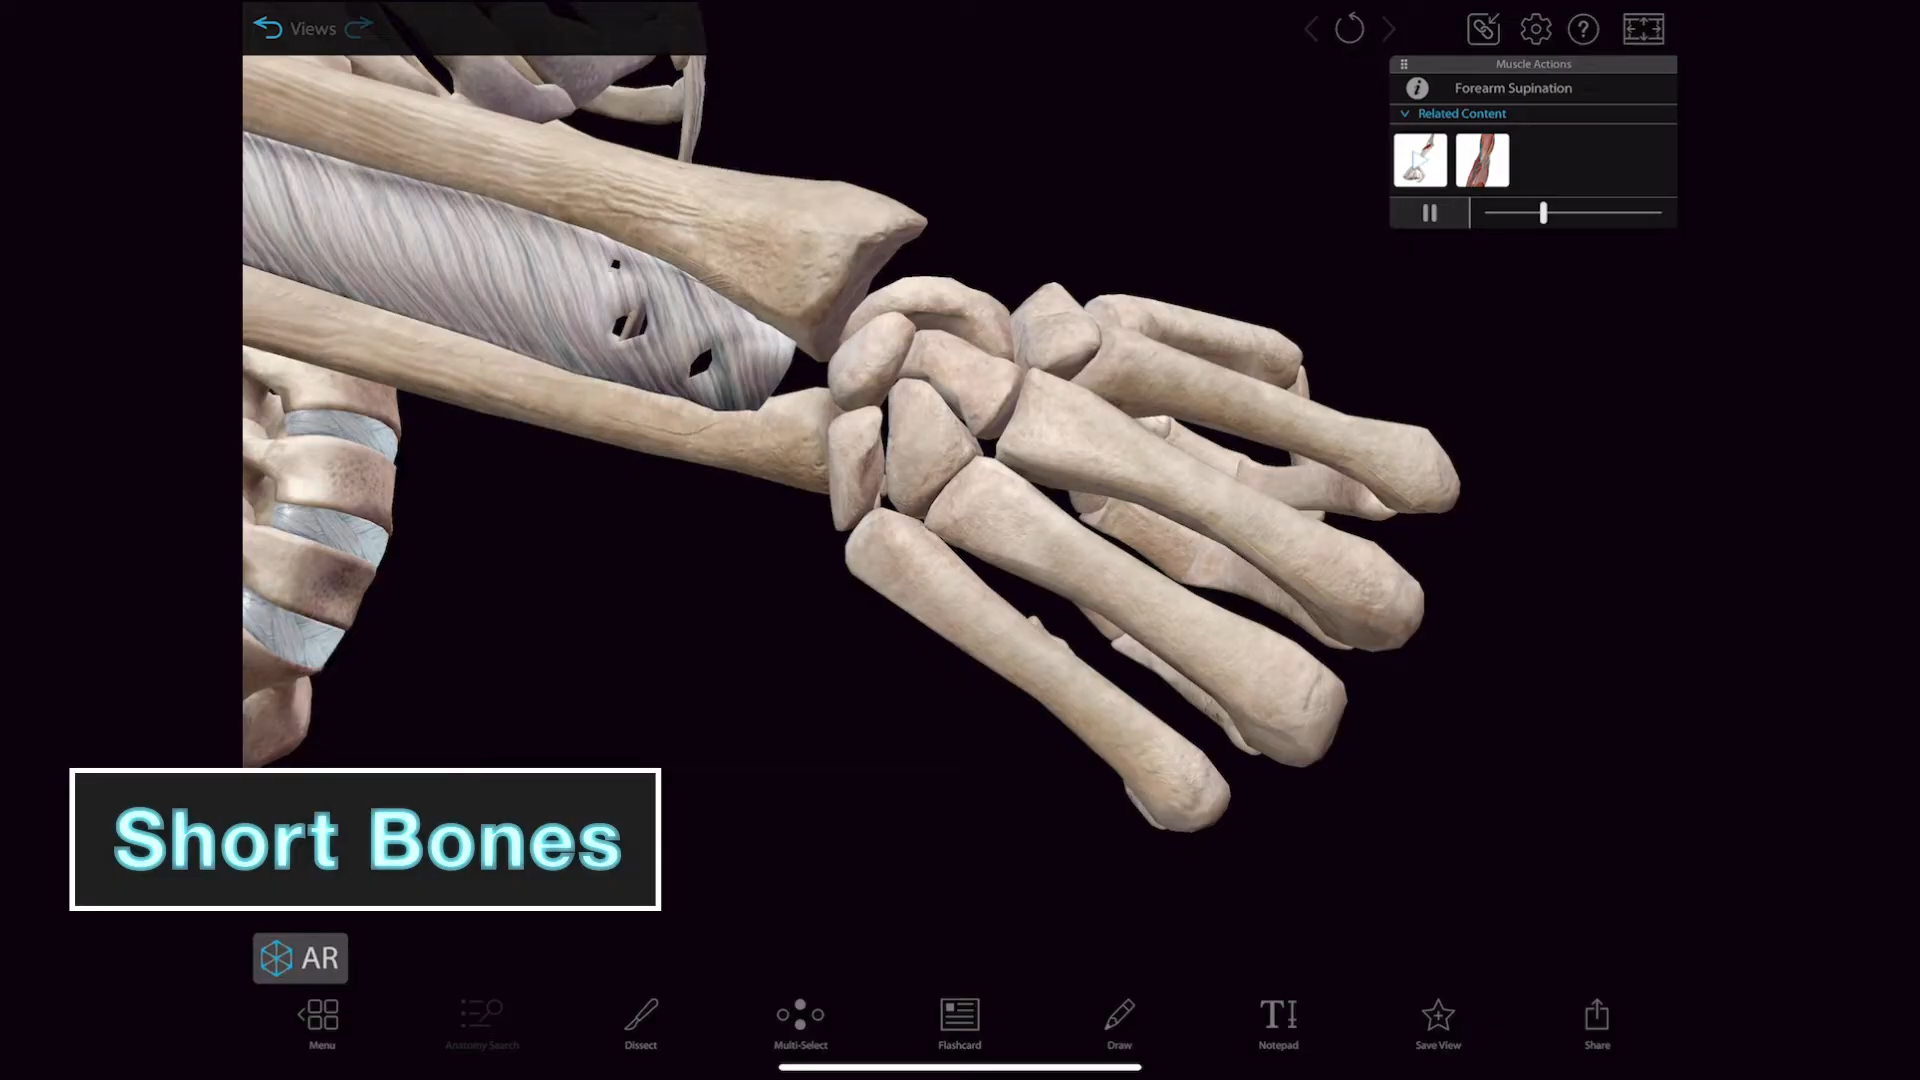 Views
Muscle Actions
Forearm Supination
Related Content
Short Bones
AR
Menu
Anatomy Search
Dissect
Multi-Select
Flashcard
Draw
Notepad
Save View
Share